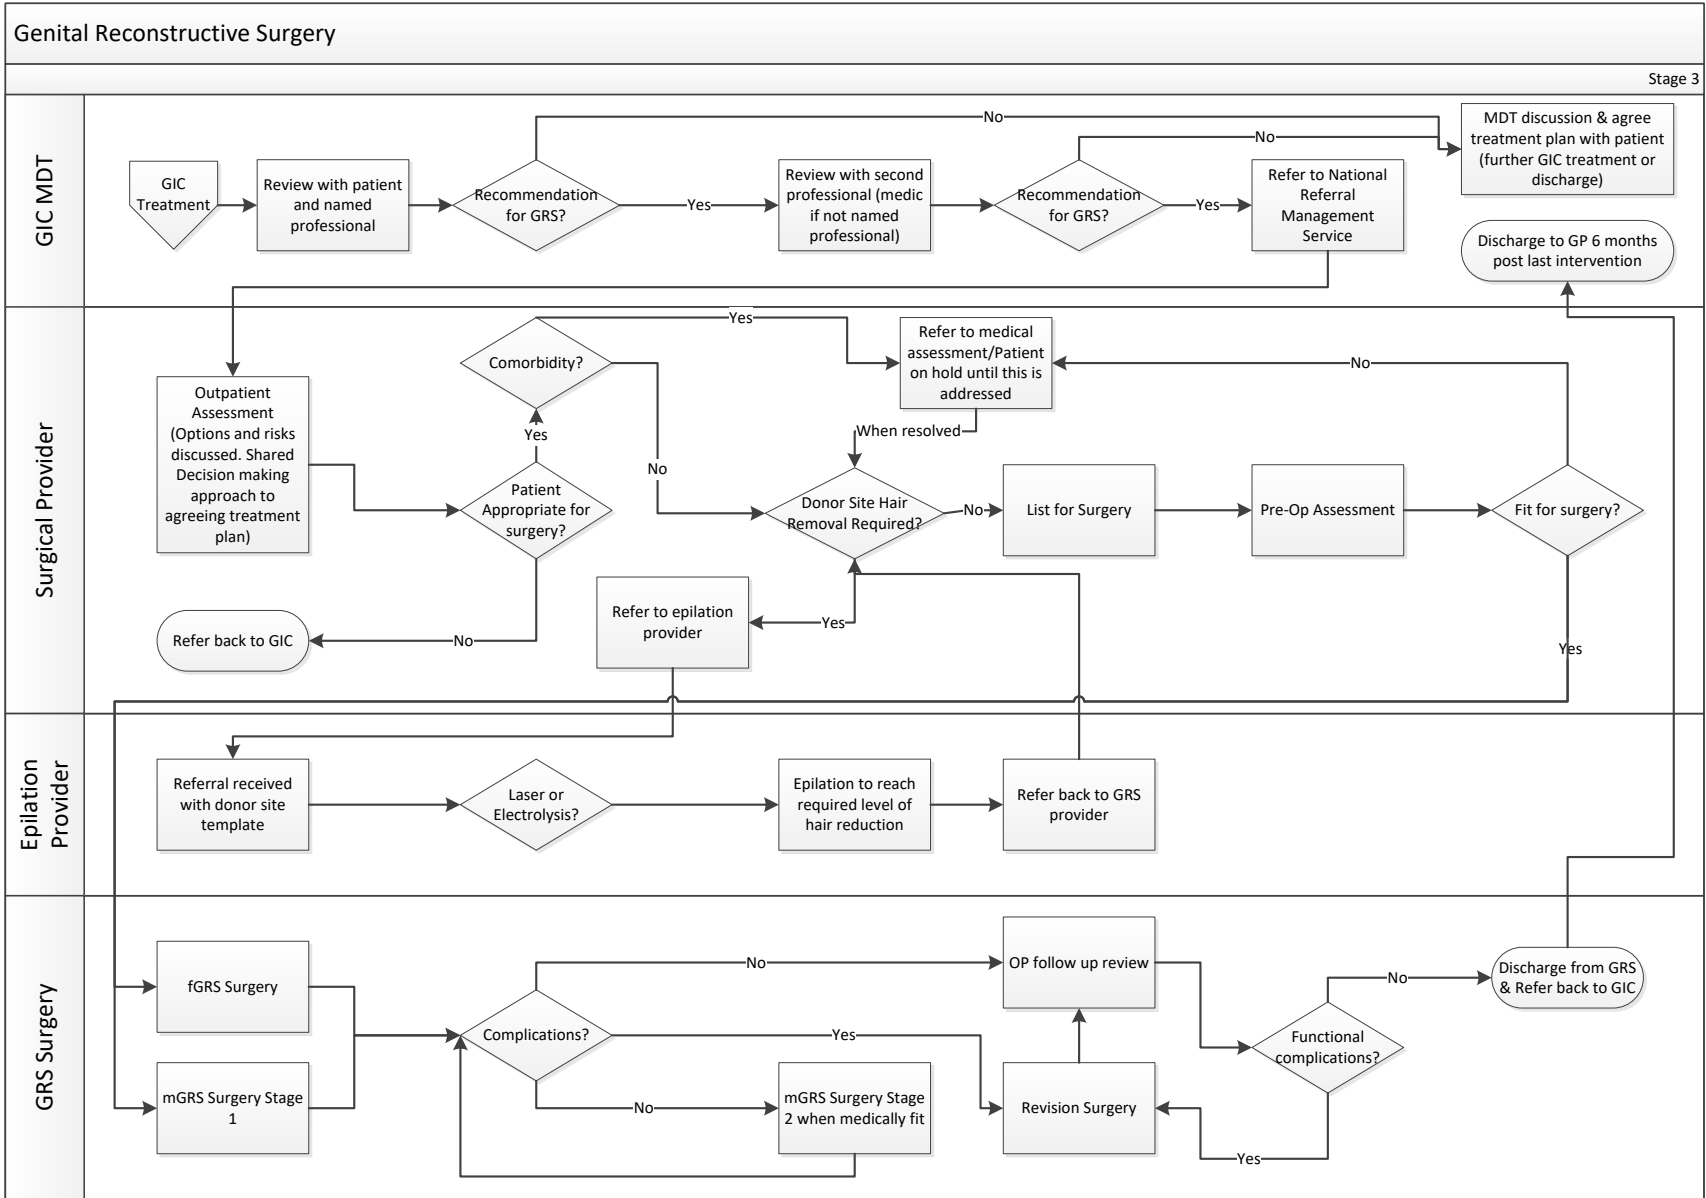 Genital Reconstructive Surgery
Stage 3
GIC MDT
GIC
Treatment
Review with patient
and named
professional
Recommendation
for GRS?
No
Yes
Review with second
professional (medic
if not named
professional)
Recommendation
for GRS?
No
Yes
Refer to National
Referral
Management
Service
MDT discussion & agree
treatment plan with patient
(further GIC treatment or
discharge)
Discharge to GP 6 months
post last intervention
Surgical Provider
Outpatient
Assessment
(Options and risks
discussed. Shared
Decision making
approach to
agreeing treatment
plan)
Patient
Appropriate for
surgery?
Yes
No
Refer back to GIC
Comorbidity?
Yes
No
Refer to medical
assessment/Patient
on hold until this is
addressed
When resolved
Donor Site Hair
Removal Required?
No
Yes
Refer to epilation
provider
List for Surgery
Pre-Op Assessment
Fit for surgery?
No
Yes
Epilation
Provider
Referral received
with donor site
template
Laser or
Electrolysis?
Epilation to reach
required level of
hair reduction
Refer back to GRS
provider
GRS Surgery
fGRS Surgery
mGRS Surgery Stage
1
Complications?
No
Yes
No
mGRS Surgery Stage
2 when medically fit
OP follow up review
Revision Surgery
Functional
complications?
No
Yes
Discharge from GRS
& Refer back to GIC